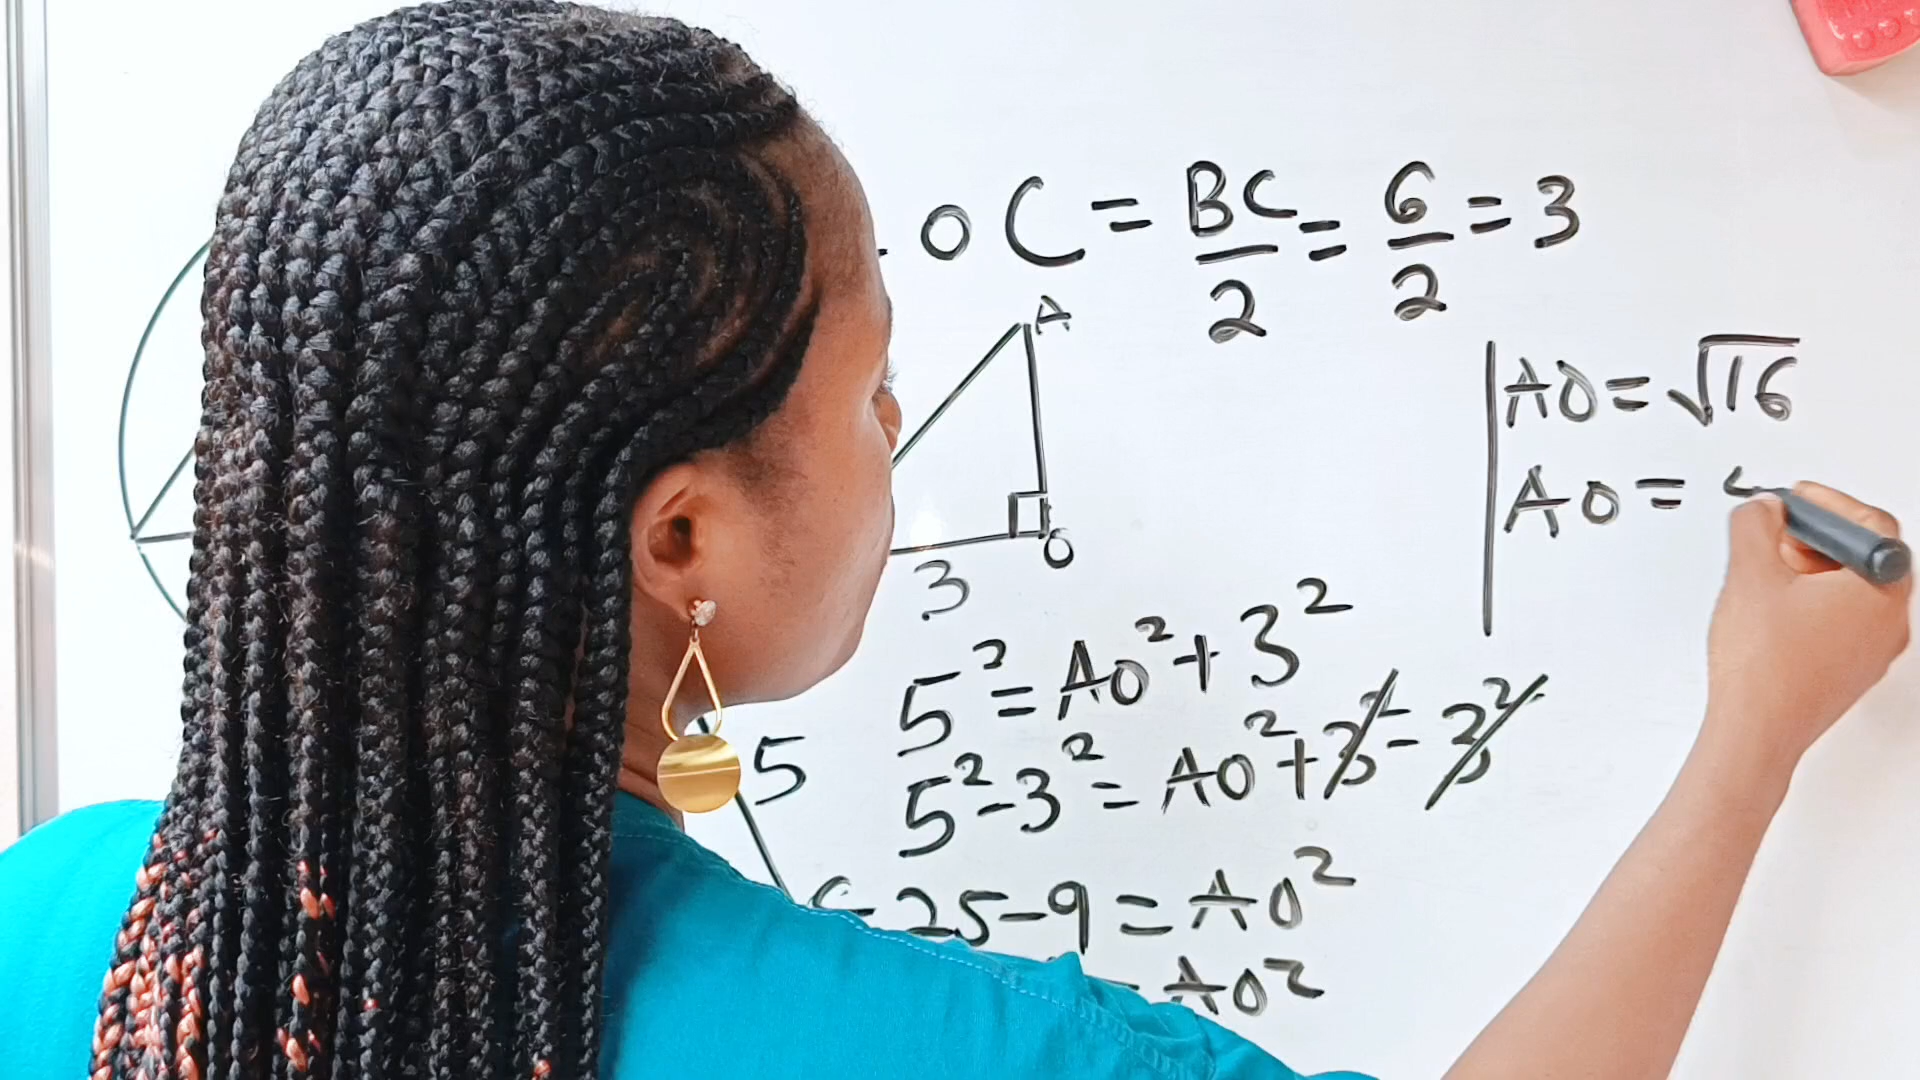 OC = BC/2 = 6/2 = 3
A
O
3
AO = √16
AO =
5
5² = AO² + 3²
5² - 3² = AO² + 3² - 3²
25 - 9 = AO²
= AO²